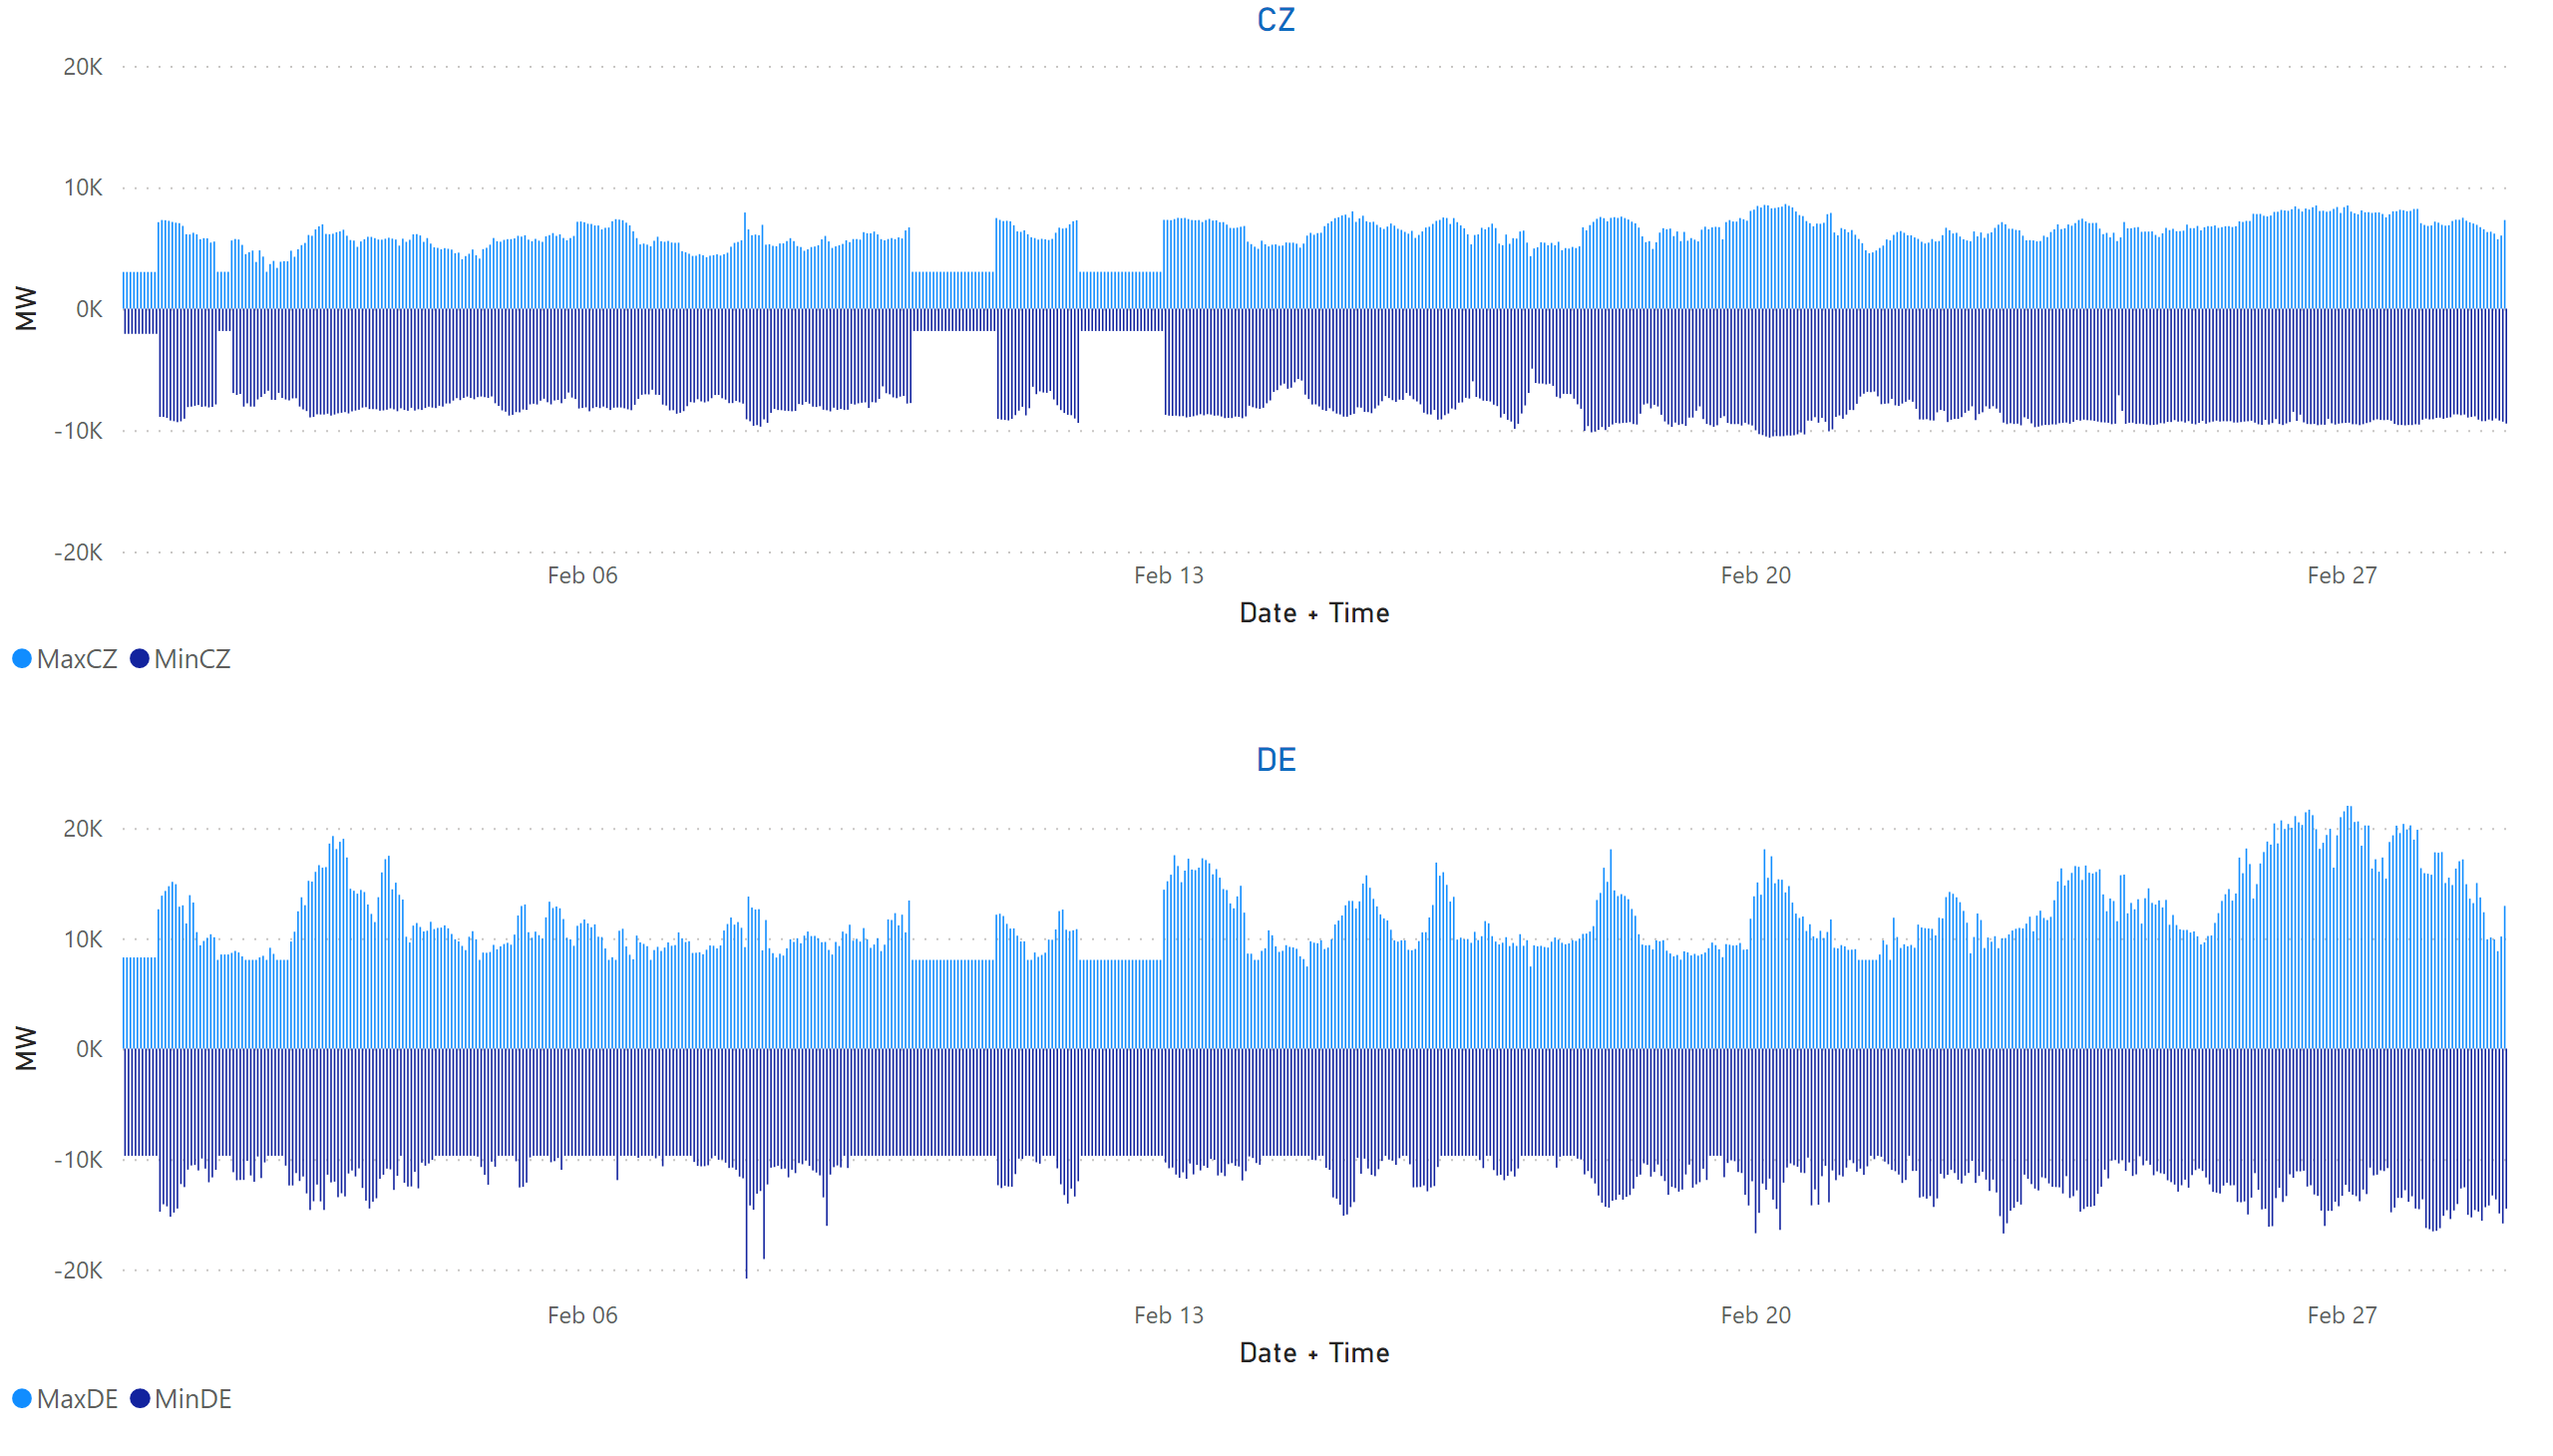 CZ
20K
10K
0K
-10K
-20K
MW
Feb 06 Feb 13 Feb 20 Feb 27
Date + Time
MaxCZ MinCZ
DE
20K
10K
0K
-10K
-20K
MW
Feb 06 Feb 13 Feb 20 Feb 27
Date + Time
MaxDE MinDE